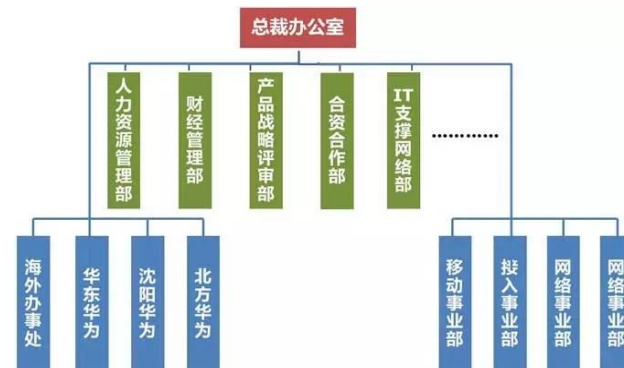 总裁办公室
人力资源管理部
财经管理部
产品战略评审部
合资合作部
IT支撑网络部
…………
海外办事处
华东华为
沈阳华为
北方华为
移动事业部
接入事业部
网络事业部
网络事业部